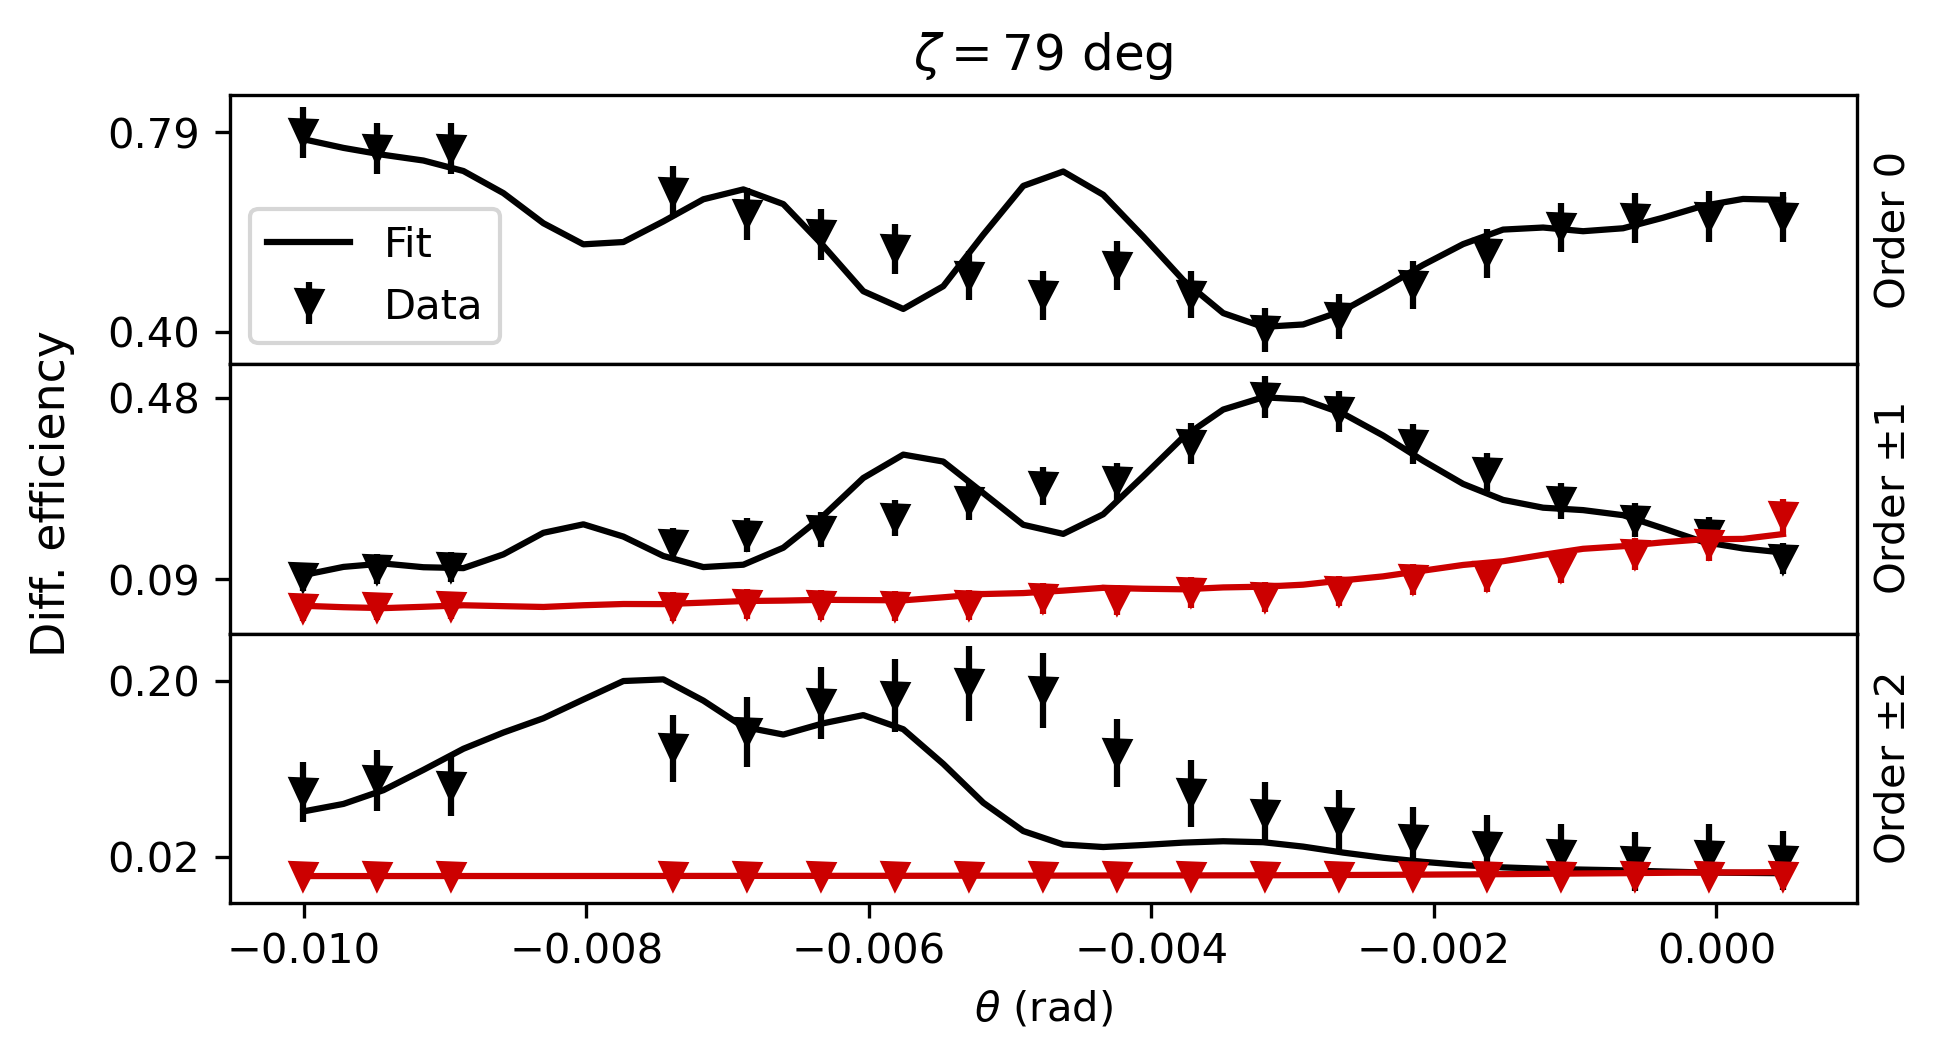 ζ = 79 deg
0.79
0.40
Fit
Data
Order 0
0.48
0.09
Order ±1
Diff. efficiency
0.20
0.02
Order ±2
−0.010 −0.008 −0.006 −0.004 −0.002 0.000
θ (rad)